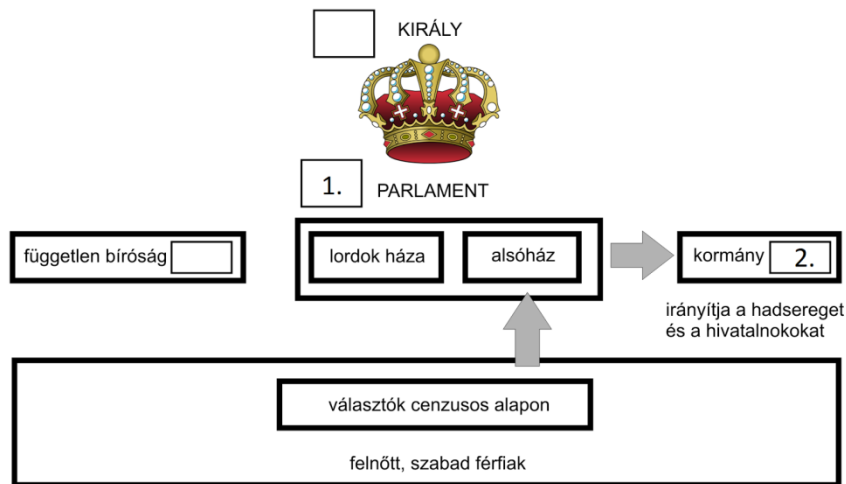 KIRÁLY
1.
PARLAMENT
független bíróság
lordok háza
alsóház
kormány
2.
irányítja a hadsereget
és a hivatalnokokat
választók cenzusos alapon
felnőtt, szabad férfiak